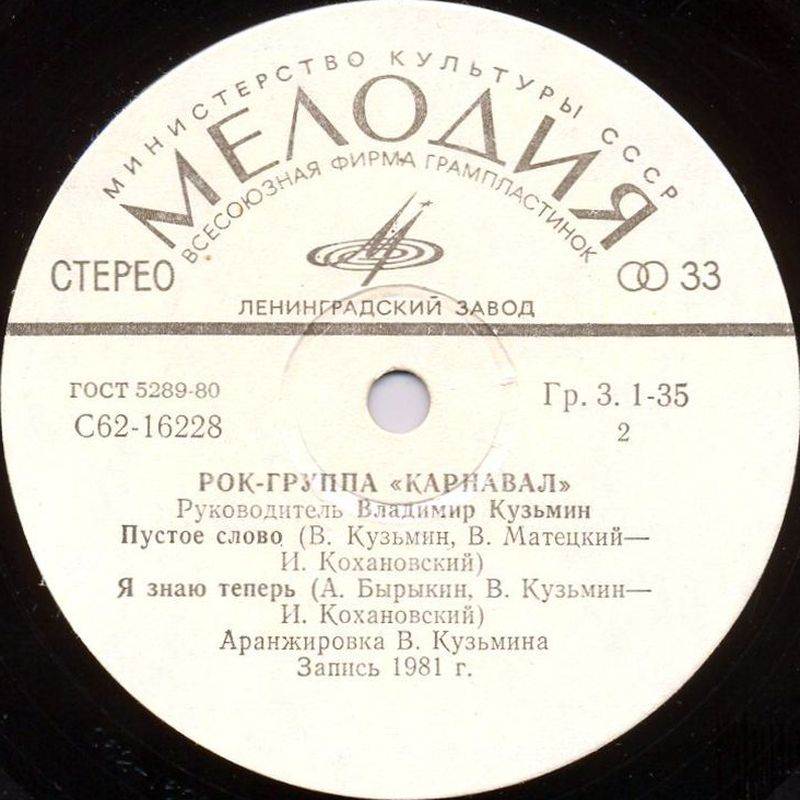 МИНИСТЕРСТВО КУЛЬТУРЫ СССР
МЕЛОДИЯ
ВСЕСОЮЗНАЯ ФИРМА ГРАМПЛАСТИНОК
СТЕРЕО
33
ЛЕНИНГРАДСКИЙ ЗАВОД
ГОСТ 5289-80
С62-16228
Гр. 3. 1-35
2
РОК-ГРУППА «КАРНАВАЛ»
Руководитель Владимир Кузьмин
Пустое слово (В. Кузьмин, В. Матецкий—
И. Кохановский)
Я знаю теперь (А. Бырыкин, В. Кузьмин—
И. Кохановский)
Аранжировка В. Кузьмина
Запись 1981 г.